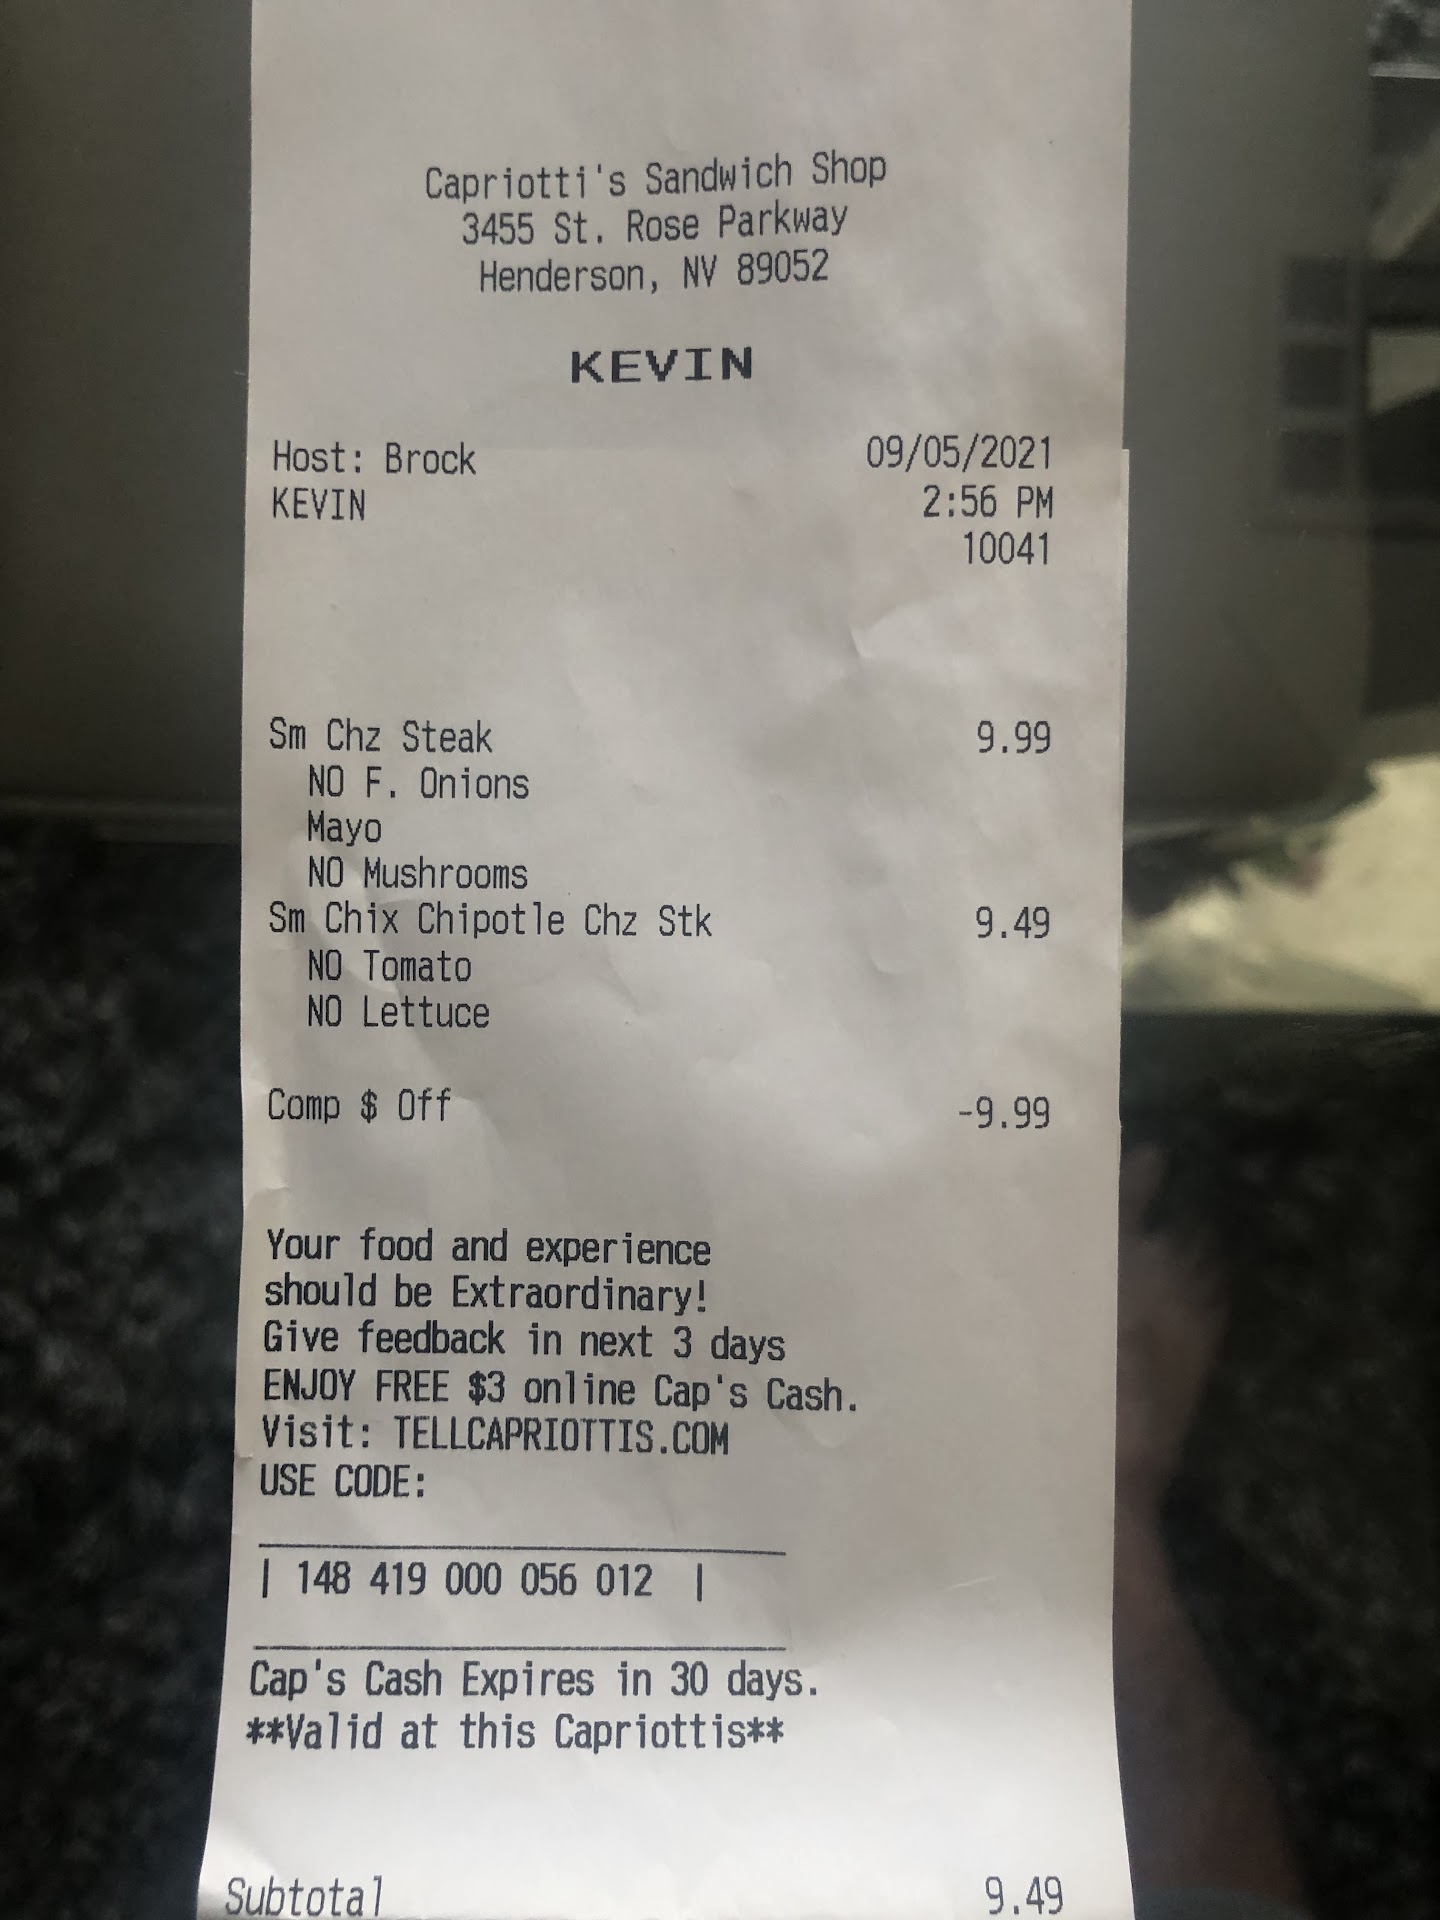 Capriotti's Sandwich Shop
3455 St. Rose Parkway
Henderson, NV 89052
KEVIN
Host: Brock 09/05/2021
KEVIN 2:56 PM
10041
Sm Chz Steak 9.99
NO F. Onions
Mayo
NO Mushrooms
Sm Chix Chipotle Chz Stk 9.49
NO Tomato
NO Lettuce
Comp $ Off -9.99
Your food and experience
should be Extraordinary!
Give feedback in next 3 days
ENJOY FREE $3 online Cap's Cash.
Visit: TELLCAPRIOTTIS.COM
USE CODE:
| 148 419 000 056 012 |
Cap's Cash Expires in 30 days.
**Valid at this Capriottis**
Subtotal 9.49